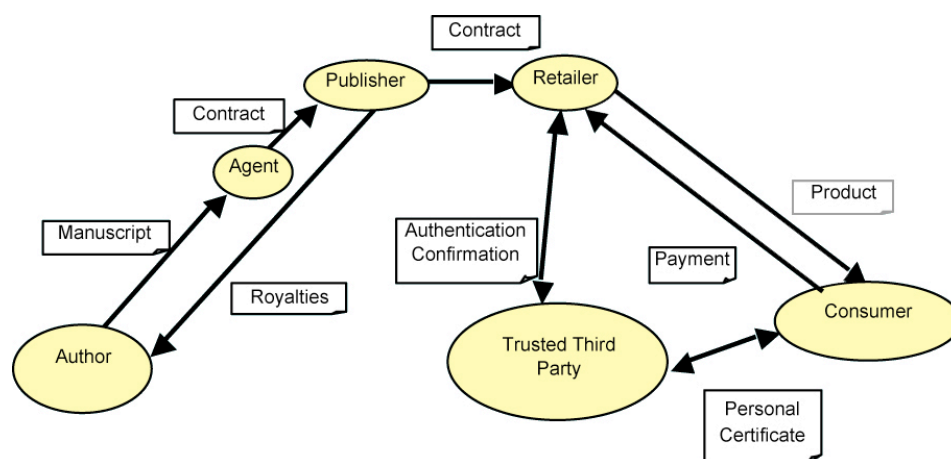 Contract
Publisher
Retailer
Contract
Agent
Product
Manuscript
Authentication
Confirmation
Payment
Royalties
Consumer
Author
Trusted Third
Party
Personal
Certificate